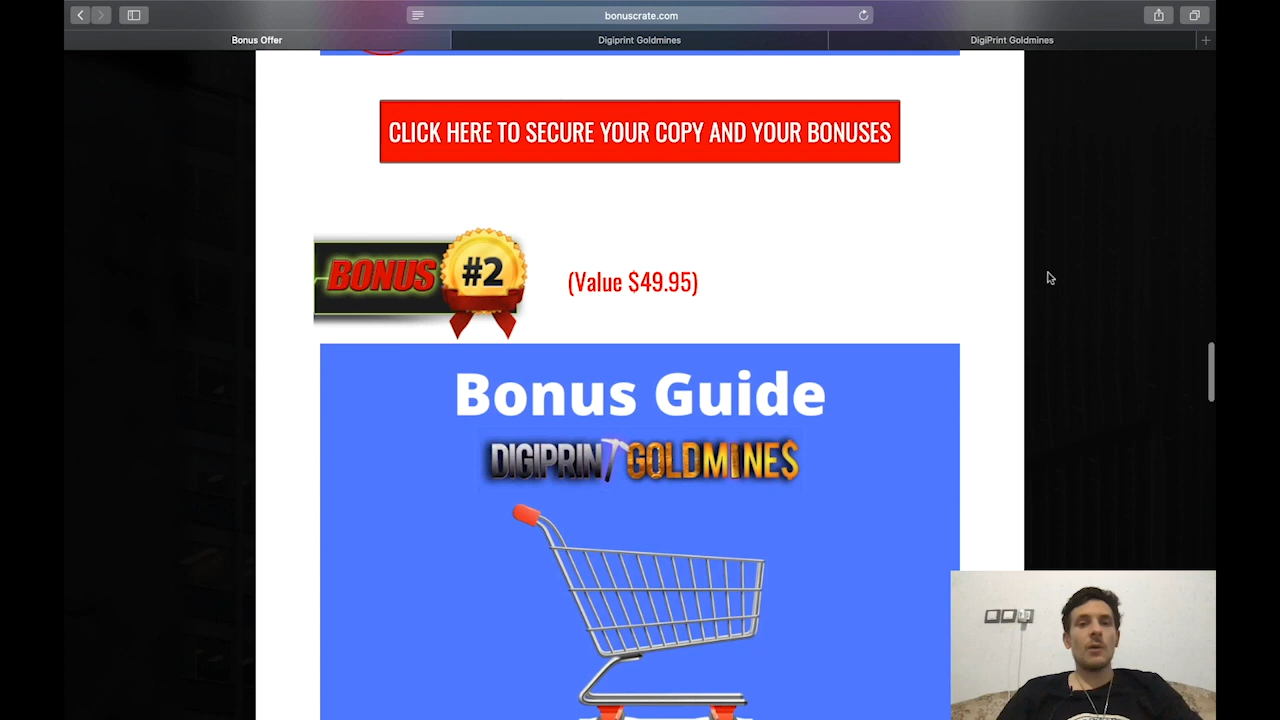 bonuscrate.com
Bonus Offer
Digiprint Goldmines
DigiPrint Goldmines
CLICK HERE TO SECURE YOUR COPY AND YOUR BONUSES
BONUS #2
(Value $49.95)
Bonus Guide
DIGIPRINT GOLDMINE$